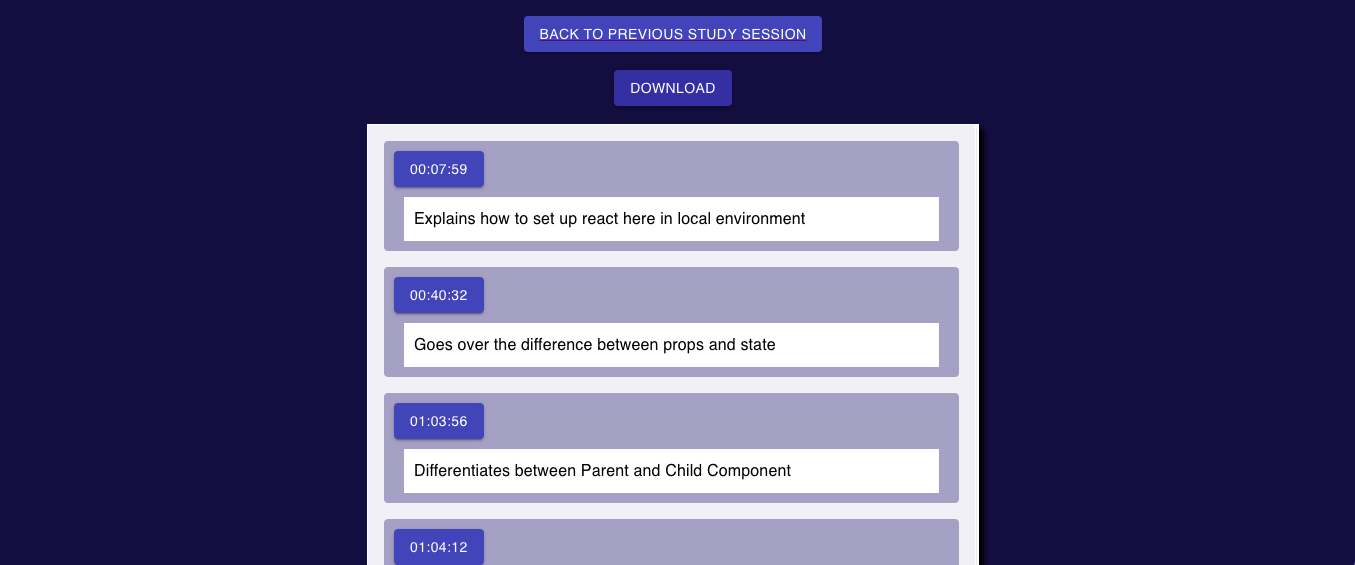 BACK TO PREVIOUS STUDY SESSION
DOWNLOAD
00:07:59
Explains how to set up react here in local environment
00:40:32
Goes over the difference between props and state
01:03:56
Differentiates between Parent and Child Component
01:04:12